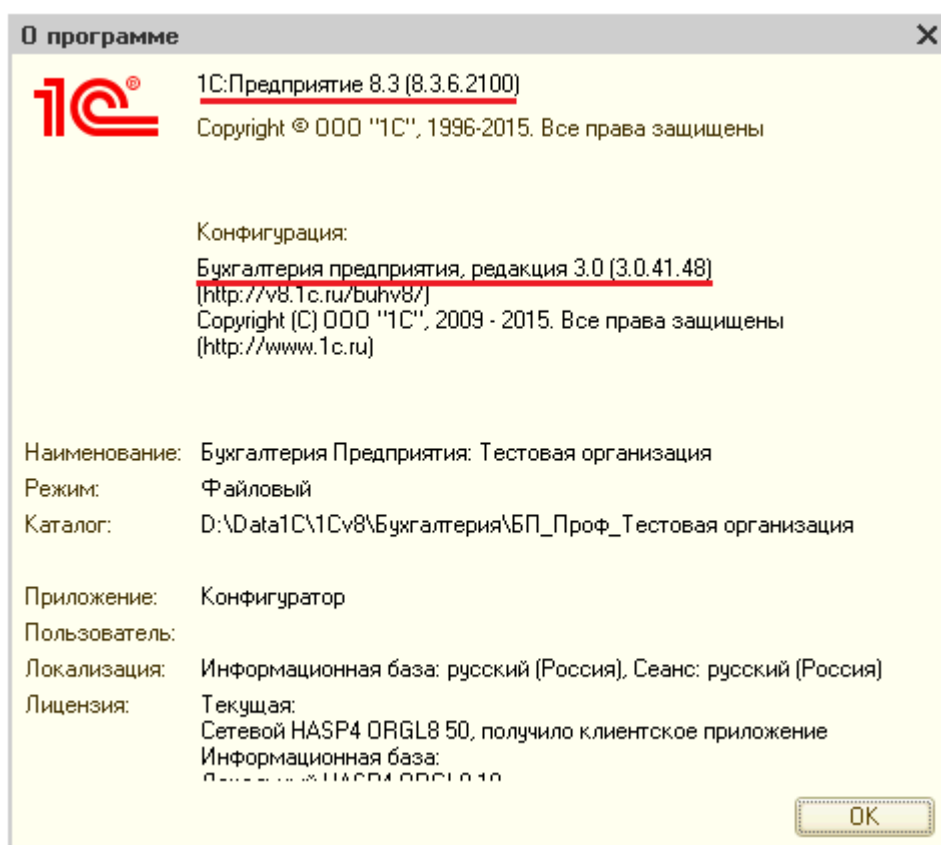 О программе
1С®
1С:Предприятие 8.3 (8.3.6.2100)
Copyright © ООО "1С", 1996-2015. Все права защищены
Конфигурация:
Бухгалтерия предприятия, редакция 3.0 (3.0.41.48)
(http://v8.1c.ru/buhv8/)
Copyright (С) ООО "1С", 2009 - 2015. Все права защищены
(http://www.1c.ru)
Наименование: Бухгалтерия Предприятия: Тестовая организация
Режим: Файловый
Каталог: D:\Data1C\1Cv8\Бухгалтерия\БП_Проф_Тестовая организация
Приложение: Конфигуратор
Пользователь:
Локализация: Информационная база: русский (Россия), Сеанс: русский (Россия)
Лицензия: Текущая:
Сетевой HASP4 ORGL8 50, получило клиентское приложение
Информационная база:
OK